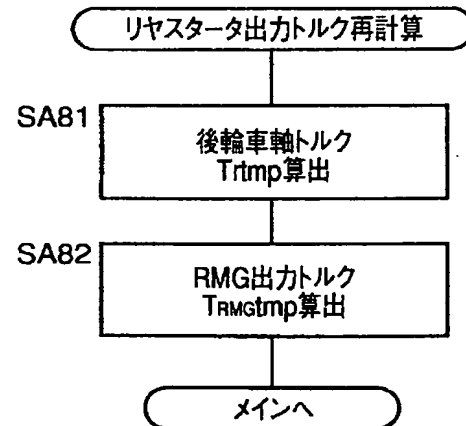 リヤスタータ出力トルク再計算
SA81
後輪車軸トルク
Trtmp算出
SA82
RMG出力トルク
TRMGtmp算出
メインへ